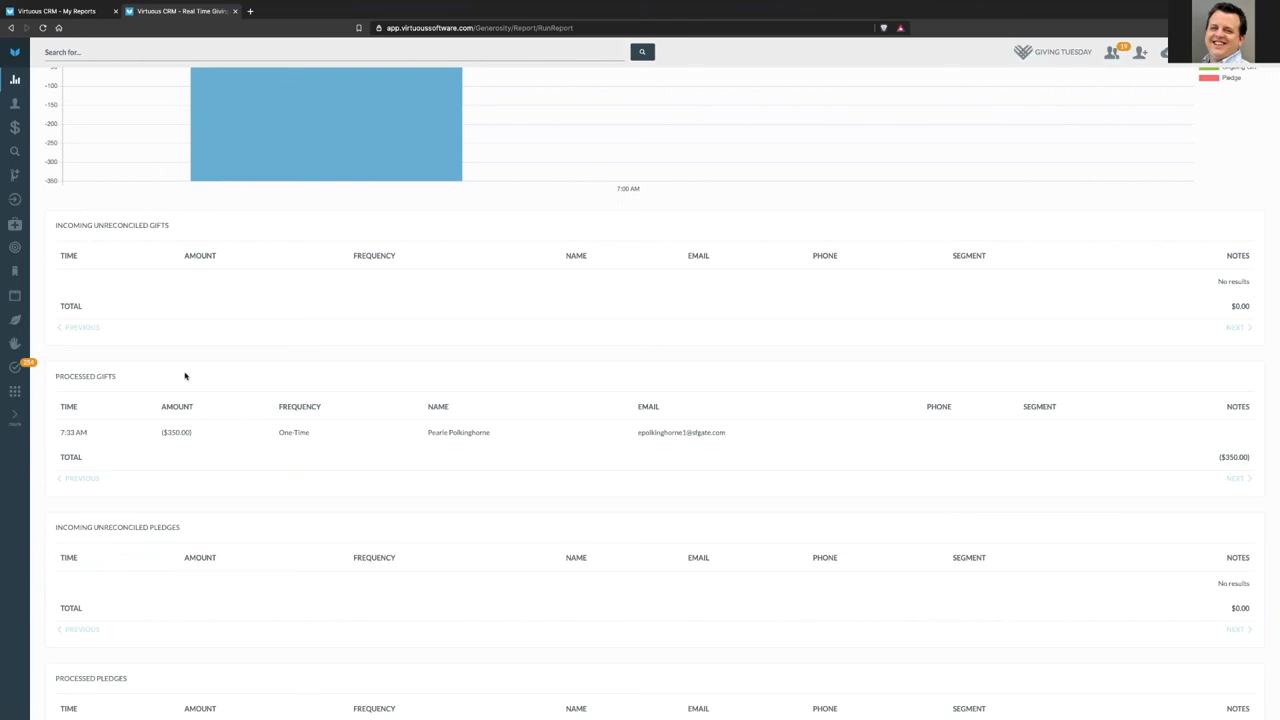 Virtuous CRM - My Reports
Virtuous CRM - Real Time Givin
app.virtuoussoftware.com/Generosity/Report/RunReport
Search for...
GIVING TUESDAY
19
Pledge
-100
-150
-200
-250
-300
-350
7:00 AM
INCOMING UNRECONCILED GIFTS
TIME AMOUNT FREQUENCY NAME EMAIL PHONE SEGMENT NOTES
No results
TOTAL $0.00
PREVIOUS NEXT
254
PROCESSED GIFTS
TIME AMOUNT FREQUENCY NAME EMAIL PHONE SEGMENT NOTES
7:33 AM ($350.00) One-Time Pearle Polkinghorne epolkinghorne1@sfgate.com
TOTAL ($350.00)
PREVIOUS NEXT
INCOMING UNRECONCILED PLEDGES
TIME AMOUNT FREQUENCY NAME EMAIL PHONE SEGMENT NOTES
No results
TOTAL $0.00
PREVIOUS NEXT
PROCESSED PLEDGES
TIME AMOUNT FREQUENCY NAME EMAIL PHONE SEGMENT NOTES